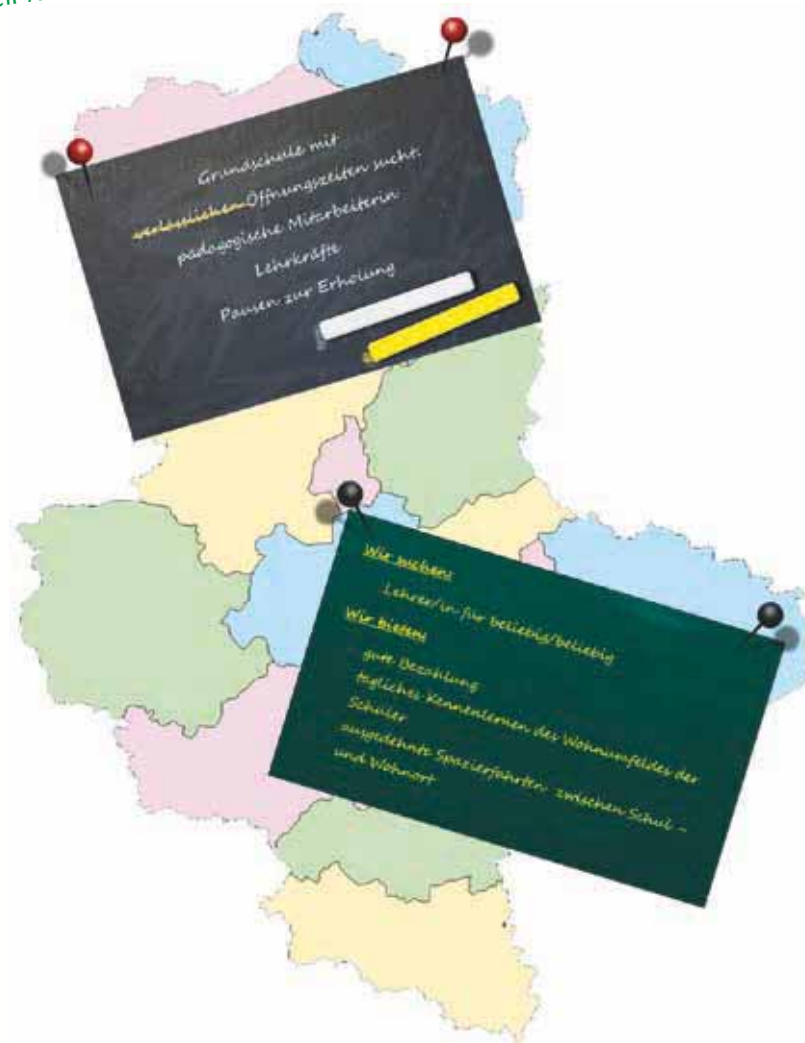 Grundschule mit
verlässlichen Öffnungszeiten sucht:
pädagogische Mitarbeiterin
Lehrkräfte
Pausen zur Erholung
Wir suchen:
Lehrer/in für beliebig/beliebig
Wir bieten:
gute Bezahlung
tägliches Kennenlernen des Wohnumfeldes der
Schüler
ausgedehnte Spazierfahrten zwischen Schul –
und Wohnort